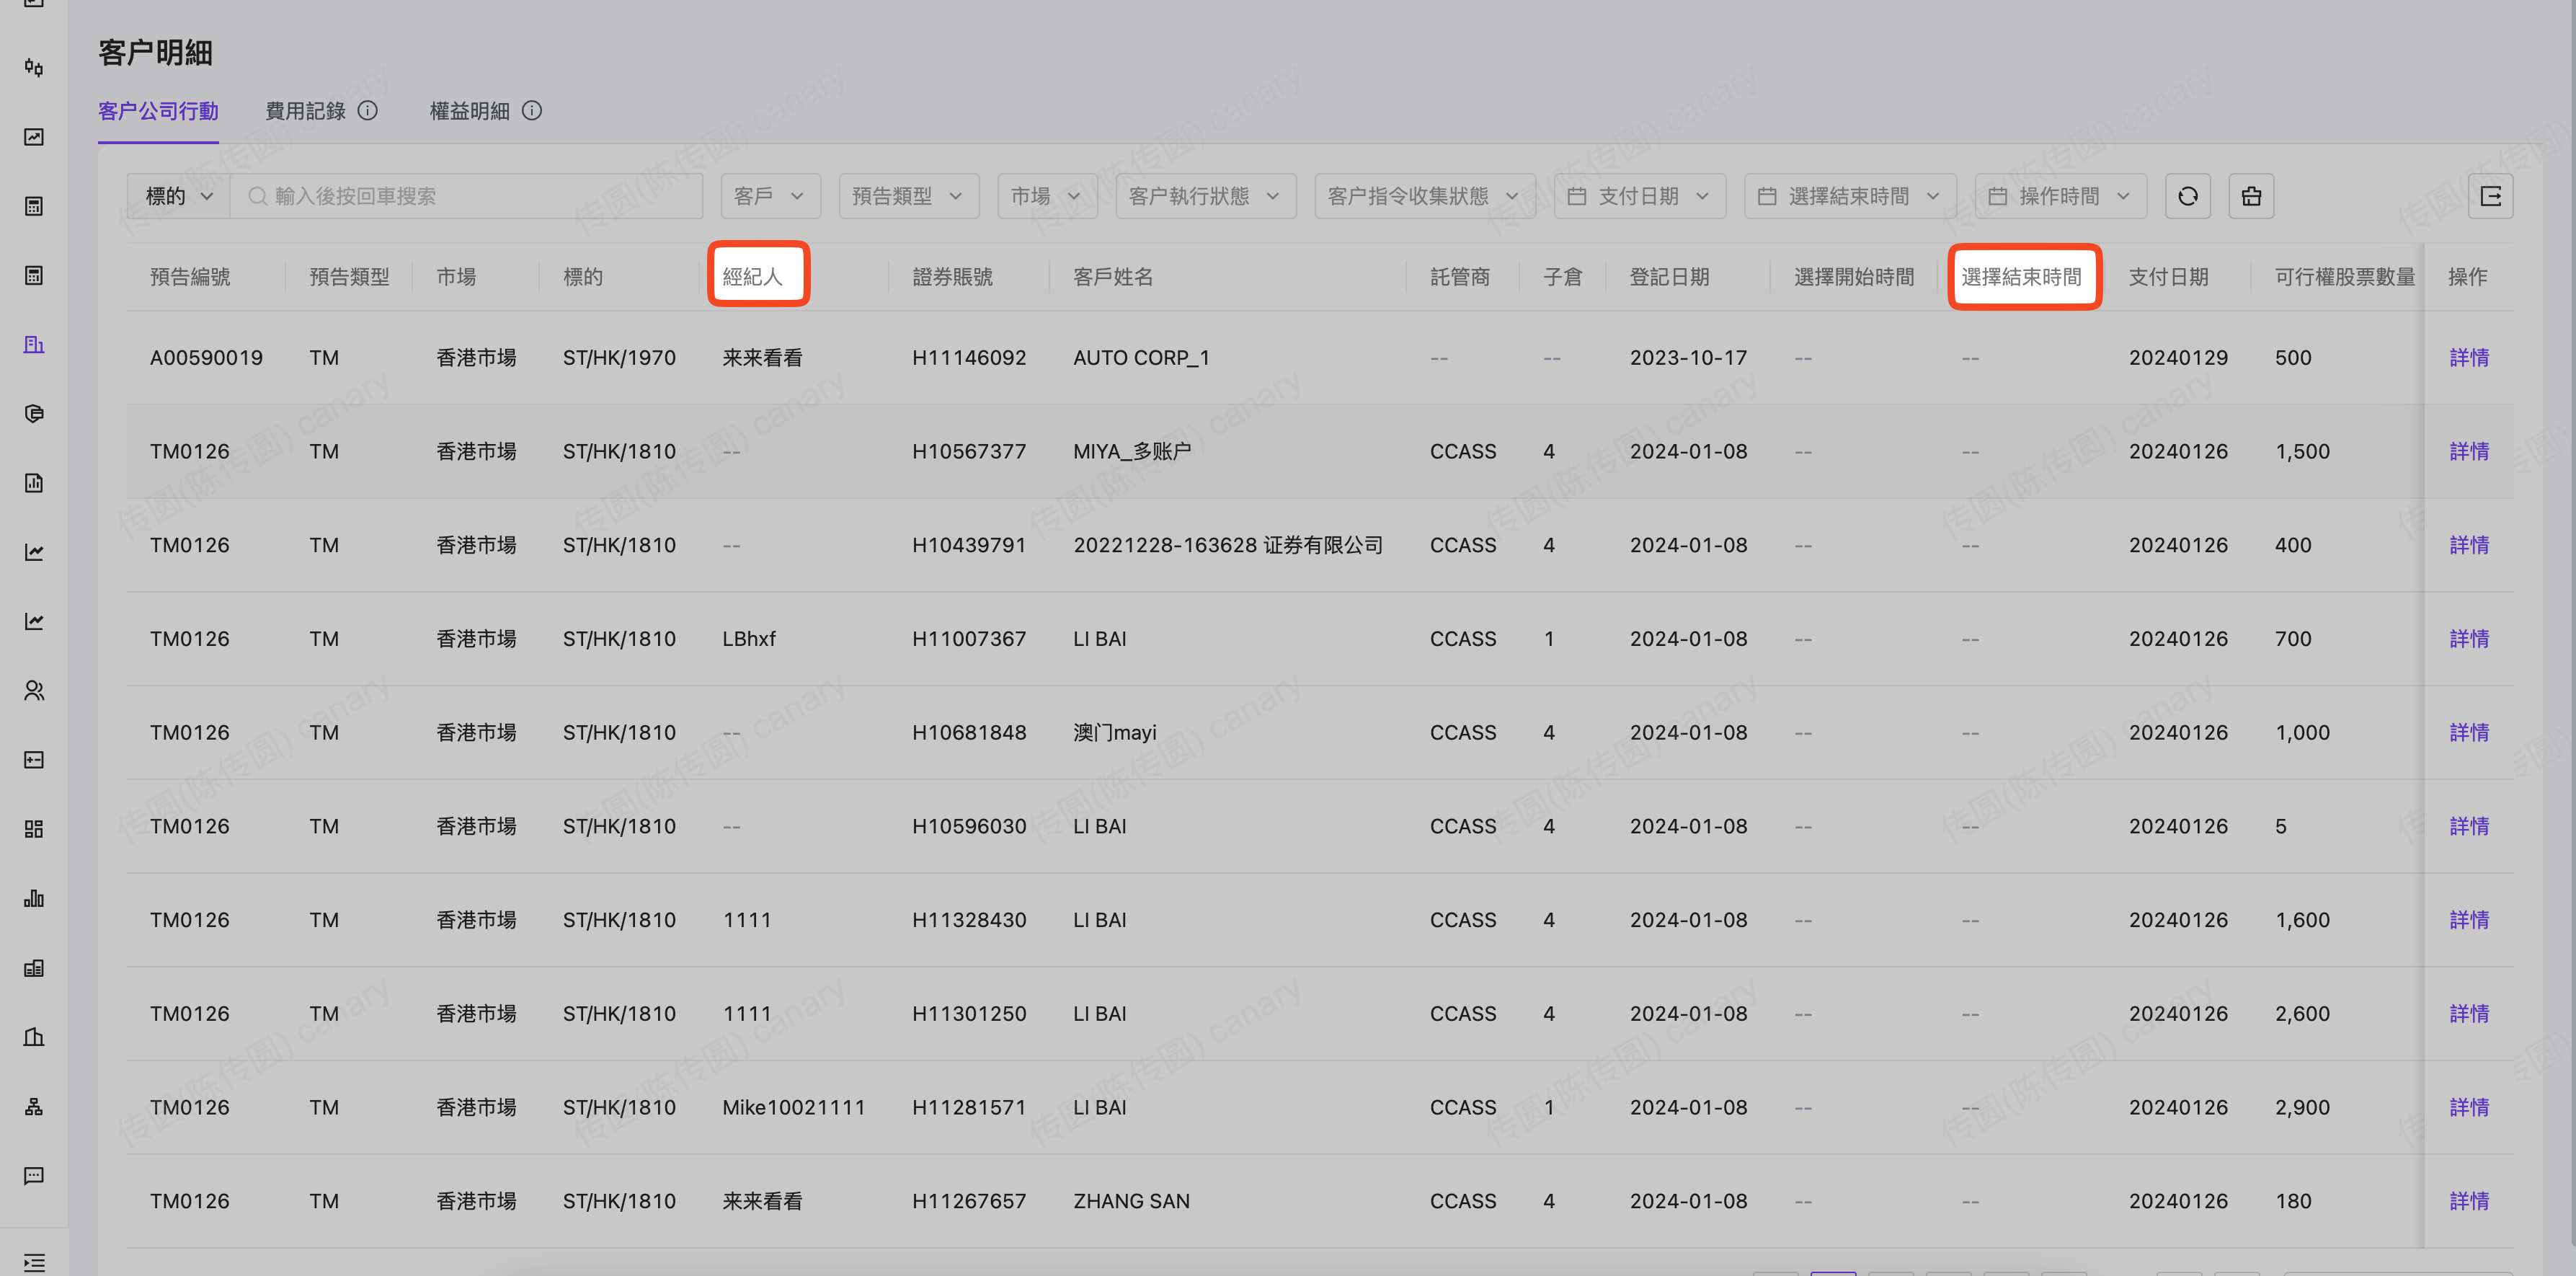 客户明細
客户公司行動 費用記錄 權益明細
標的 輸入後按回車搜索 客戶 預告類型 市場 客户執行狀態 客户指令收集狀態 支付日期 選擇結束時間 操作時間
預告編號 預告類型 市場 標的 經紀人 證券賬號 客戶姓名 託管商 子倉 登記日期 選擇開始時間 選擇結束時間 支付日期 可行權股票數量 操作
A00590019 TM 香港市場 ST/HK/1970 来来看看 H11146092 AUTO CORP_1 -- -- 2023-10-17 -- -- 20240129 500 詳情
TM0126 TM 香港市場 ST/HK/1810 -- H10567377 MIYA_多账户 CCASS 4 2024-01-08 -- -- 20240126 1,500 詳情
TM0126 TM 香港市場 ST/HK/1810 -- H10439791 20221228-163628 证券有限公司 CCASS 4 2024-01-08 -- -- 20240126 400 詳情
TM0126 TM 香港市場 ST/HK/1810 LBhxf H11007367 LI BAI CCASS 1 2024-01-08 -- -- 20240126 700 詳情
TM0126 TM 香港市場 ST/HK/1810 -- H10681848 澳门mayi CCASS 4 2024-01-08 -- -- 20240126 1,000 詳情
TM0126 TM 香港市場 ST/HK/1810 -- H10596030 LI BAI CCASS 4 2024-01-08 -- -- 20240126 5 詳情
TM0126 TM 香港市場 ST/HK/1810 1111 H11328430 LI BAI CCASS 4 2024-01-08 -- -- 20240126 1,600 詳情
TM0126 TM 香港市場 ST/HK/1810 1111 H11301250 LI BAI CCASS 4 2024-01-08 -- -- 20240126 2,600 詳情
TM0126 TM 香港市場 ST/HK/1810 Mike10021111 H11281571 LI BAI CCASS 1 2024-01-08 -- -- 20240126 2,900 詳情
TM0126 TM 香港市場 ST/HK/1810 来来看看 H11267657 ZHANG SAN CCASS 4 2024-01-08 -- -- 20240126 180 詳情
传圆(陈传圆) canary